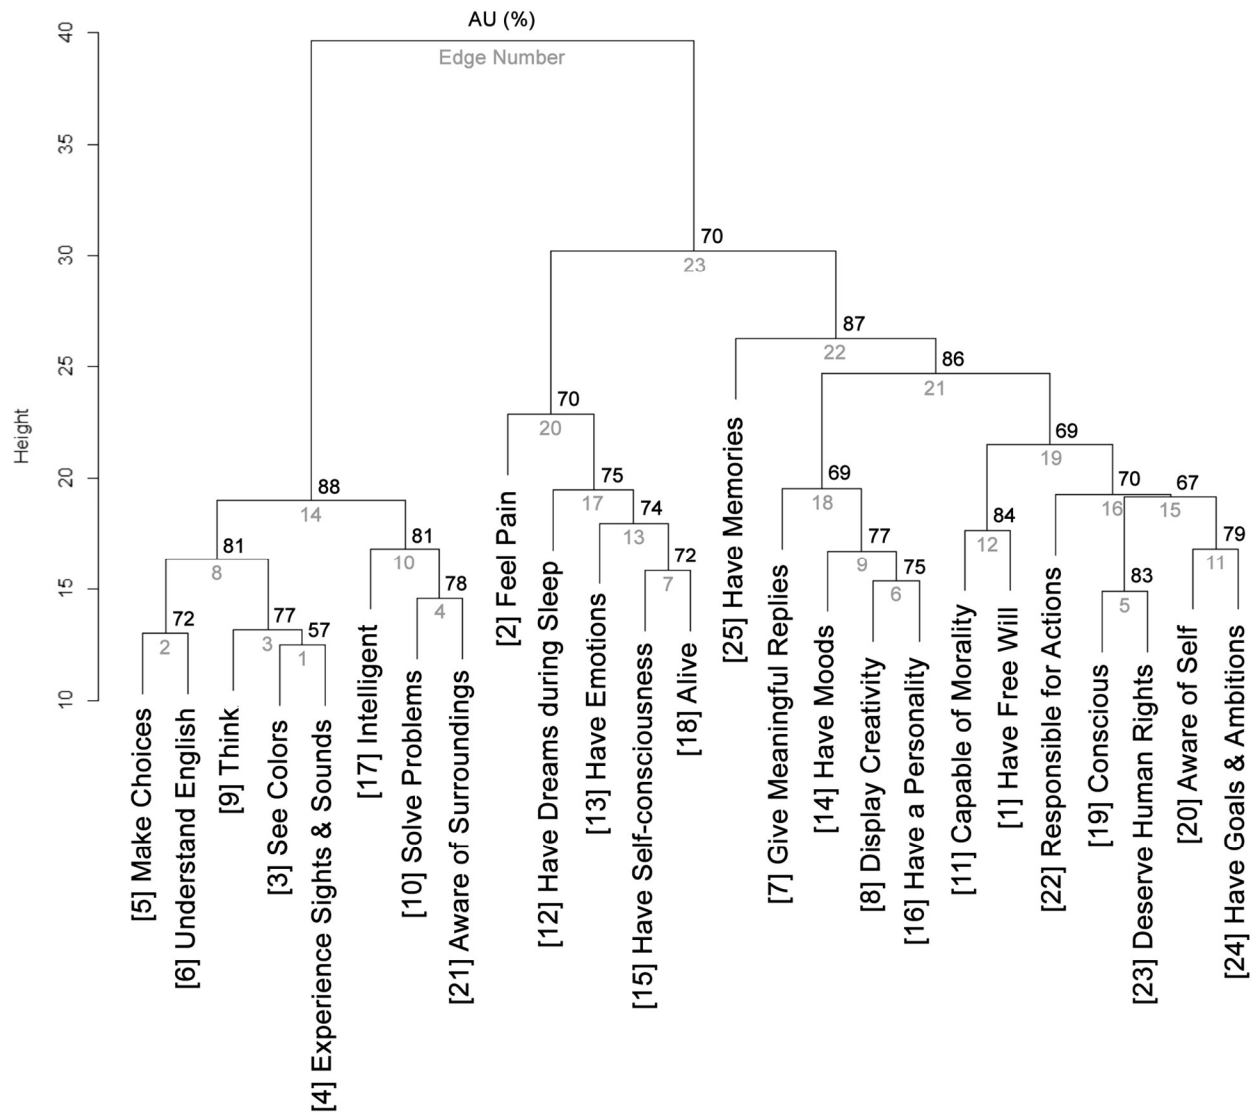 AU (%)
Edge Number
Height
40
35
30
25
20
15
10
70
23
87
22
86
21
70
20
69
19
88
14
75
17
69
18
70
16
67
15
74
13
84
12
81
8
81
10
77
9
79
11
72
7
75
6
78
4
83
5
72
2
77
3
57
1
[5] Make Choices
[6] Understand English
[9] Think
[3] See Colors
[4] Experience Sights & Sounds
[17] Intelligent
[10] Solve Problems
[21] Aware of Surroundings
[2] Feel Pain
[12] Have Dreams during Sleep
[13] Have Emotions
[15] Have Self-consciousness
[18] Alive
[25] Have Memories
[7] Give Meaningful Replies
[14] Have Moods
[8] Display Creativity
[16] Have a Personality
[11] Capable of Morality
[1] Have Free Will
[22] Responsible for Actions
[19] Conscious
[23] Deserve Human Rights
[20] Aware of Self
[24] Have Goals & Ambitions